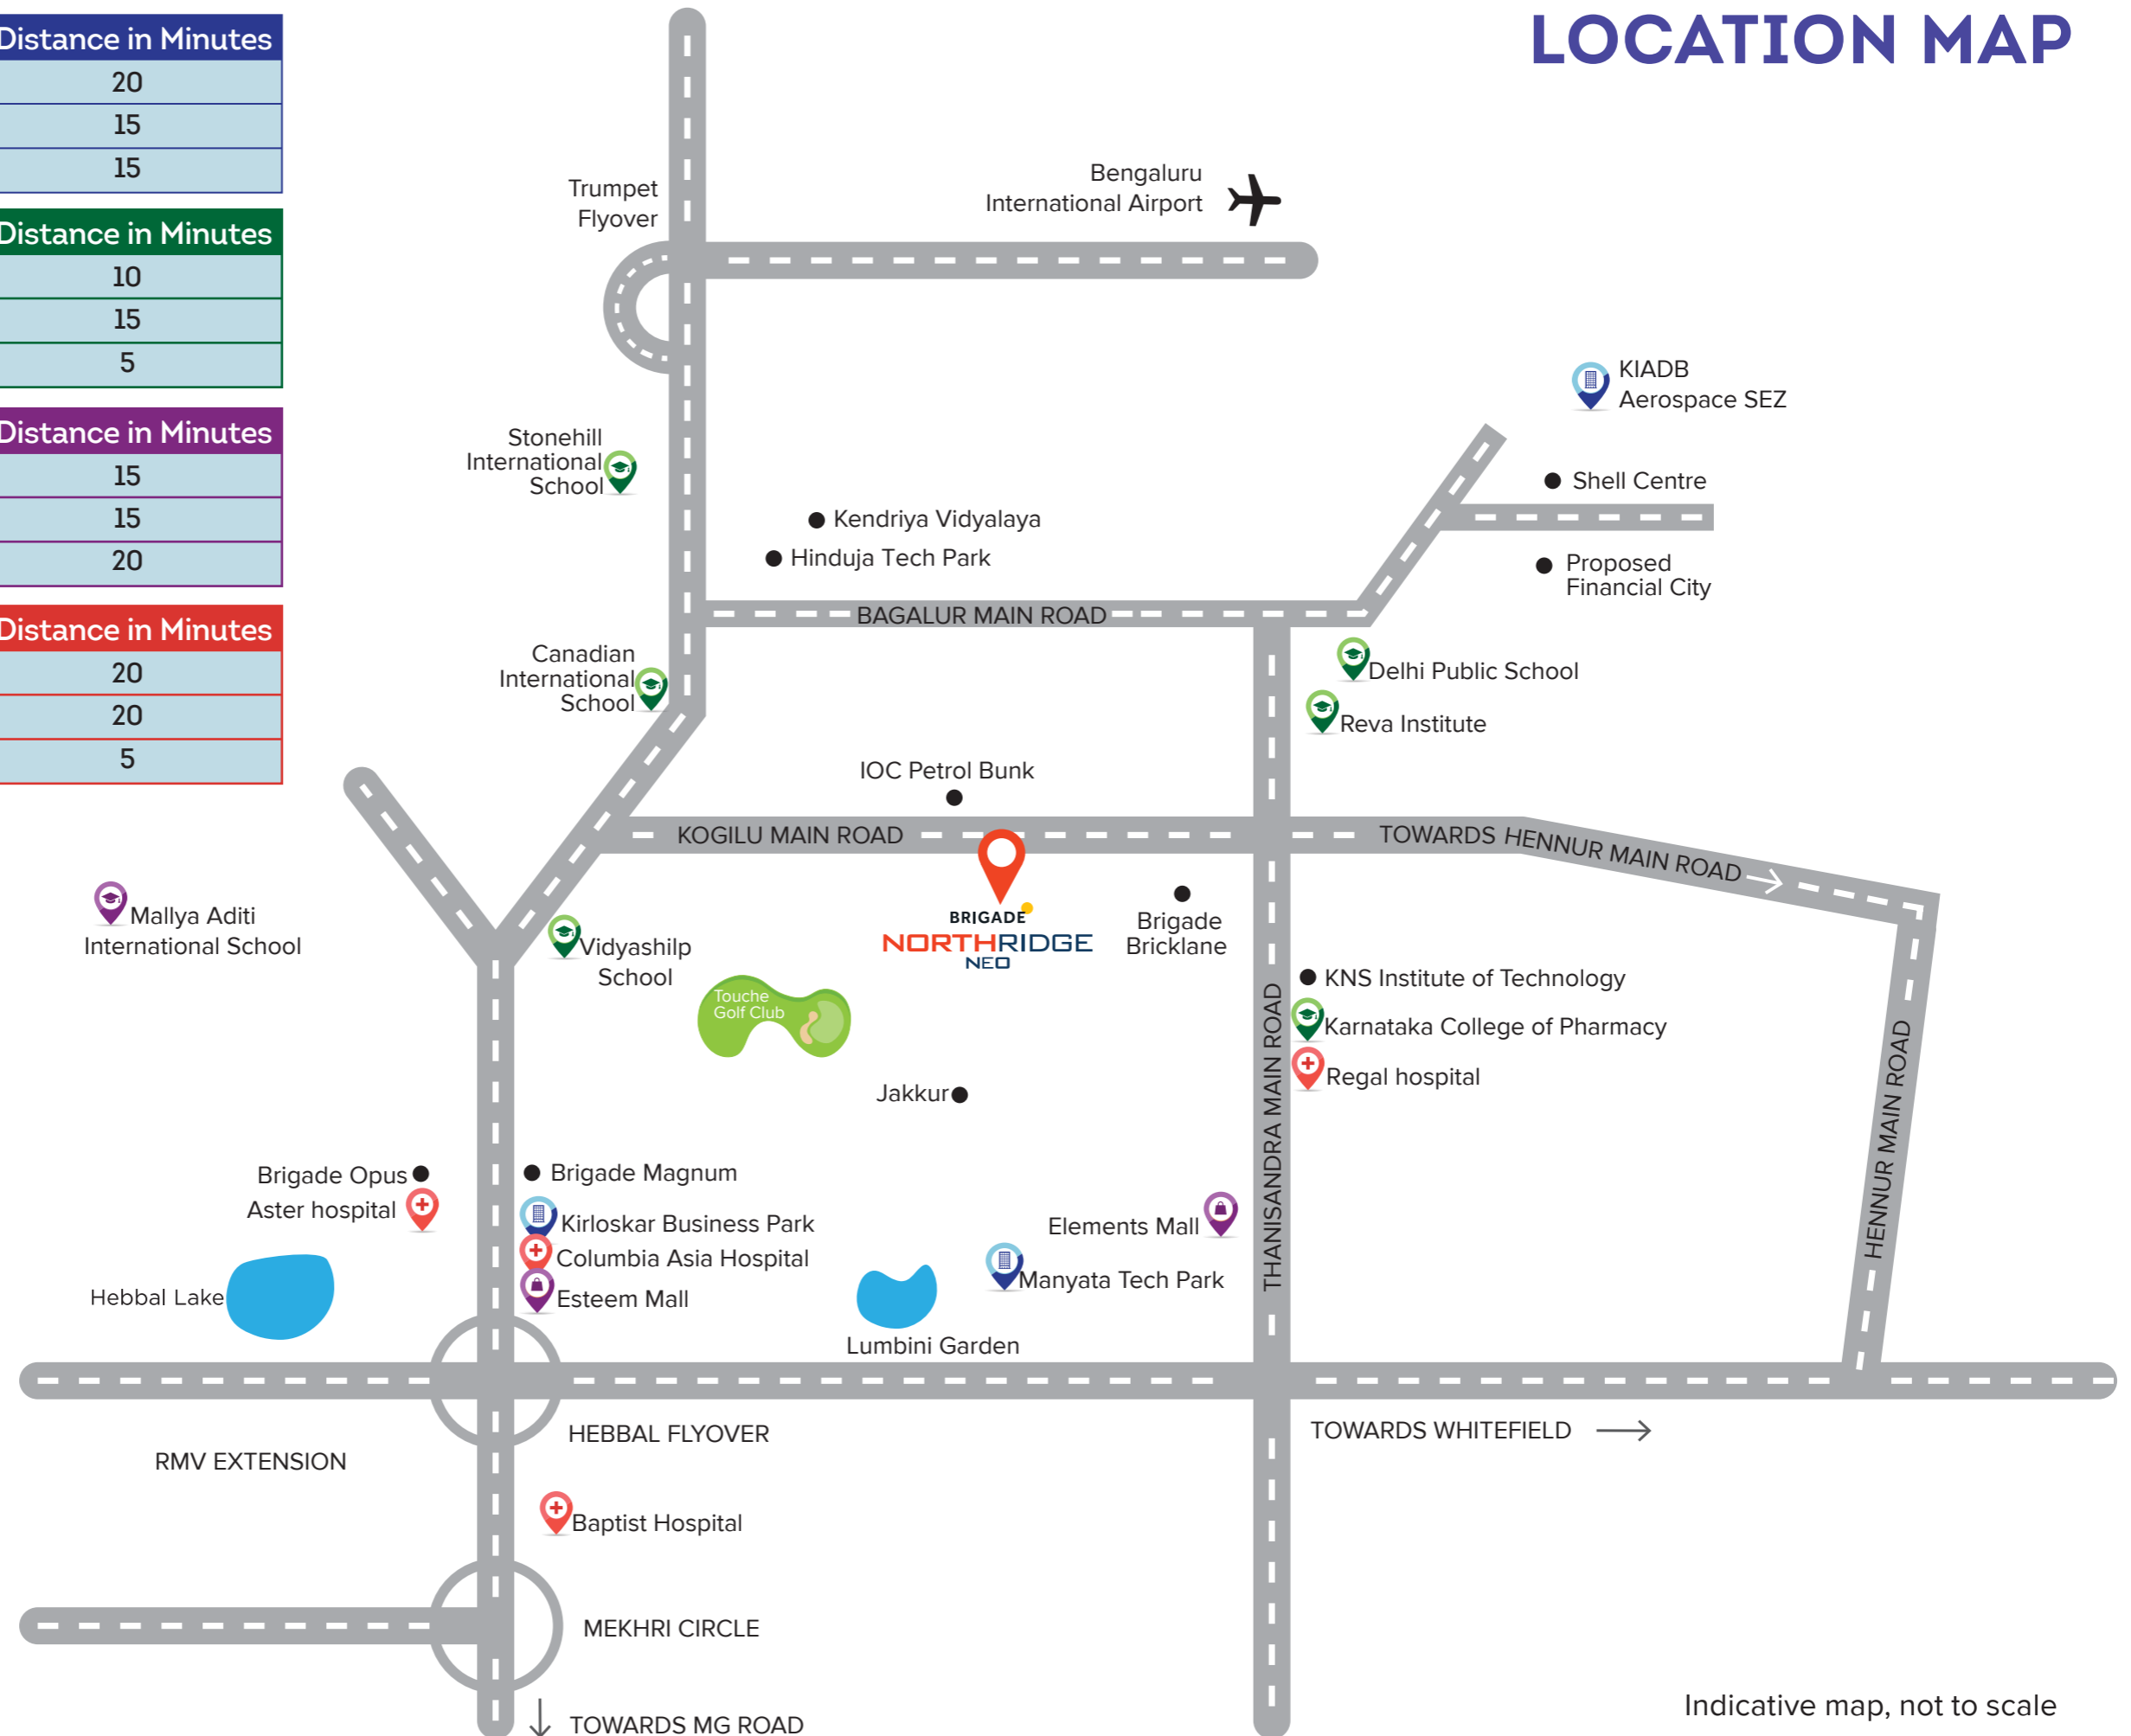 LOCATION MAP
Distance in Minutes
20
15
15
Distance in Minutes
10
15
5
Distance in Minutes
15
15
20
Distance in Minutes
20
20
5
Trumpet
Flyover
Bengaluru
International Airport
KIADB
Aerospace SEZ
Stonehill
International
School
Shell Centre
Kendriya Vidyalaya
Hinduja Tech Park
Proposed
Financial City
BAGALUR MAIN ROAD
Canadian
International
School
Delhi Public School
Reva Institute
IOC Petrol Bunk
KOGILU MAIN ROAD
TOWARDS HENNUR MAIN ROAD
Mallya Aditi
International School
Vidyashilp
School
BRIGADE
NORTHRIDGE
NEO
Brigade
Bricklane
Touche
Golf Club
KNS Institute of Technology
Karnataka College of Pharmacy
Regal hospital
Jakkur
THANISANDRA MAIN ROAD
HENNUR MAIN ROAD
Brigade Opus
Aster hospital
Brigade Magnum
Kirloskar Business Park
Columbia Asia Hospital
Esteem Mall
Elements Mall
Manyata Tech Park
Hebbal Lake
Lumbini Garden
HEBBAL FLYOVER
TOWARDS WHITEFIELD
RMV EXTENSION
Baptist Hospital
MEKHRI CIRCLE
TOWARDS MG ROAD
Indicative map, not to scale